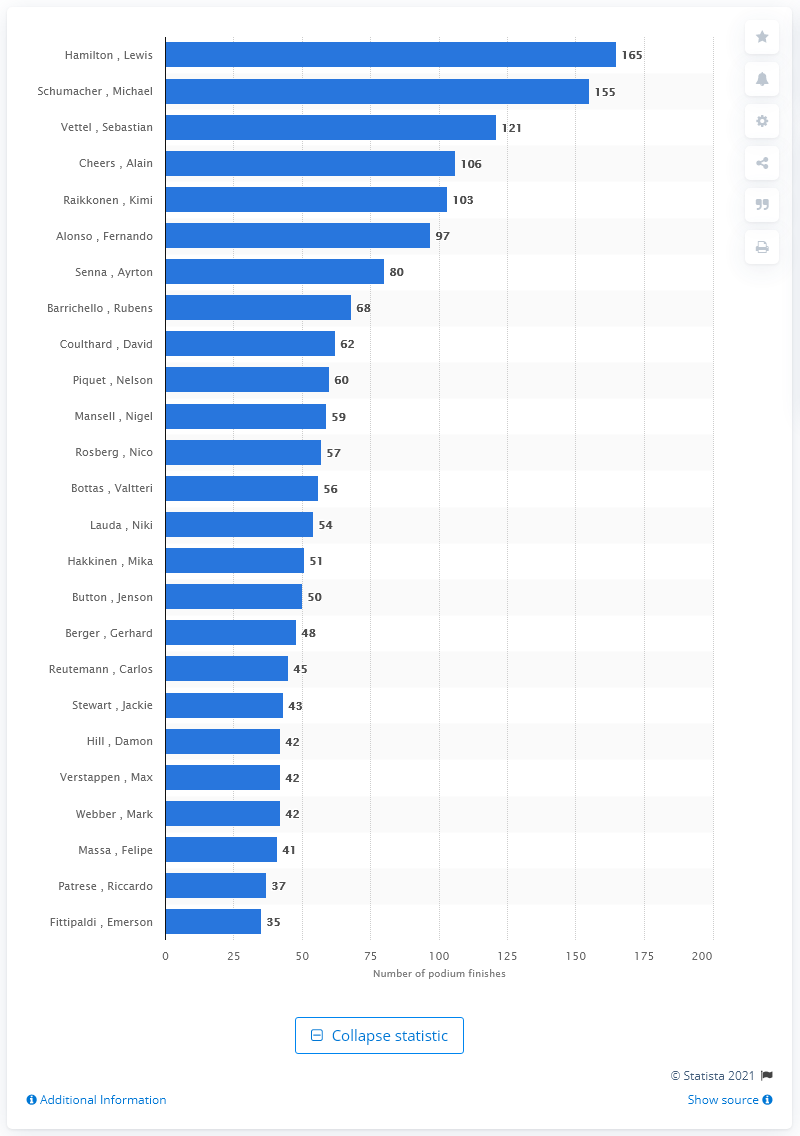 Hamilton , Lewis 165
Schumacher , Michael 155
Vettel , Sebastian 121
Cheers , Alain 106
Raikkonen , Kimi 103
Alonso , Fernando 97
Senna , Ayrton 80
Barrichello , Rubens 68
Coulthard , David 62
Piquet , Nelson 60
Mansell , Nigel 59
Rosberg , Nico 57
Bottas , Valtteri 56
Lauda , Niki 54
Hakkinen , Mika 51
Button , Jenson 50
Berger , Gerhard 48
Reutemann , Carlos 45
Stewart , Jackie 43
Hill , Damon 42
Verstappen , Max 42
Webber , Mark 42
Massa , Felipe 41
Patrese , Riccardo 37
Fittipaldi , Emerson 35
0 25 50 75 100 125 150 175 200
Number of podium finishes
Collapse statistic
© Statista 2021
Additional Information Show source